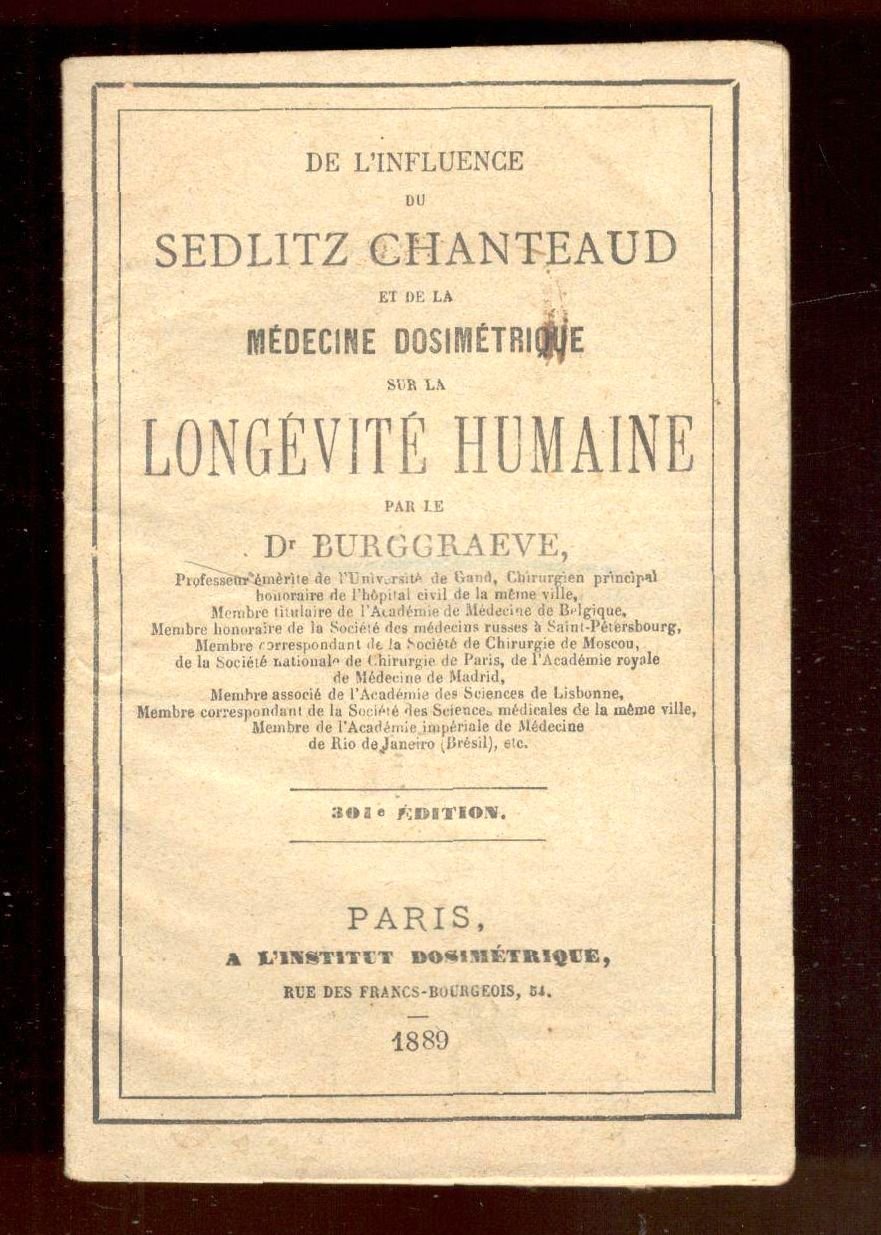 DE L'INFLUENCE
DU
SEDLITZ CHANTEAUD
ET DE LA
MÉDECINE DOSIMÉTRIQUE
SUR LA
LONGÉVITÉ HUMAINE
PAR LE
Dr BURGGRAEVE,
Professeur émérite de l'Université de Gand, Chirurgien principal
honoraire de l'hôpital civil de la même ville,
Membre titulaire de l'Académie de Médecine de Belgique,
Membre honoraire de la Société des médecins russes à Saint-Pétersbourg,
Membre correspondant de la Société de Chirurgie de Moscou,
de la Société nationale de Chirurgie de Paris, de l'Académie royale
de Médecine de Madrid,
Membre associé de l'Académie des Sciences de Lisbonne,
Membre correspondant de la Société des Sciences médicales de la même ville,
Membre de l'Académie impériale de Médecine
de Rio de Janeiro (Brésil), etc.
301e ÉDITION.
PARIS,
A L'INSTITUT DOSIMÉTRIQUE,
RUE DES FRANCS-BOURGEOIS, 54.
1889